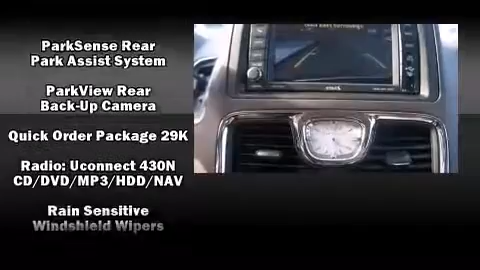 ParkSense Rear
Park Assist System
ParkView Rear
Back-Up Camera
Quick Order Package 29K
Radio: Uconnect 430N
CD/DVD/MP3/HDD/NAV
Rain Sensitive
Windshield Wipers